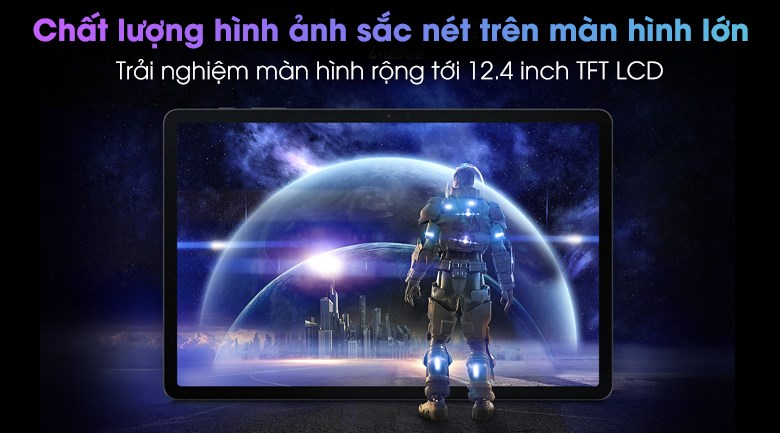 Chất lượng hình ảnh sắc nét trên màn hình lớn
Trải nghiệm màn hình rộng tới 12.4 inch TFT LCD